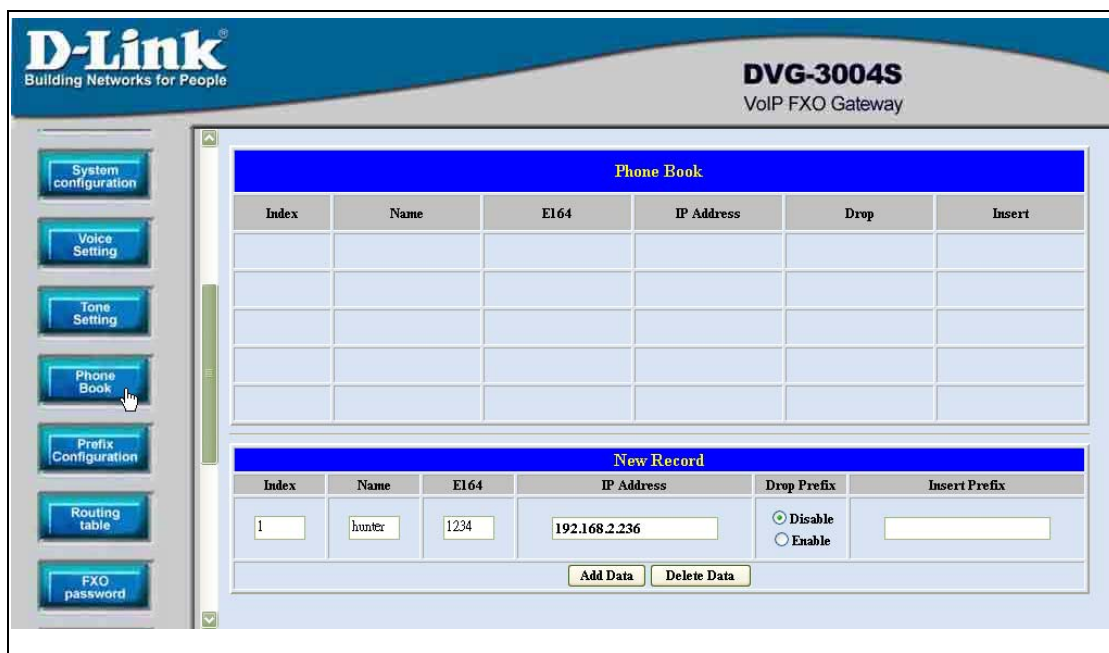 D-Link®
Building Networks for People
DVG-3004S
VoIP FXO Gateway
System
configuration
Voice
Setting
Tone
Setting
Phone
Book
Prefix
Configuration
Routing
table
FXO
password
Phone Book
Index Name E164 IP Address Drop Insert
New Record
Index Name E164 IP Address Drop Prefix Insert Prefix
1 hunter 1234 192.168.2.236 Disable
Enable
Add Data Delete Data